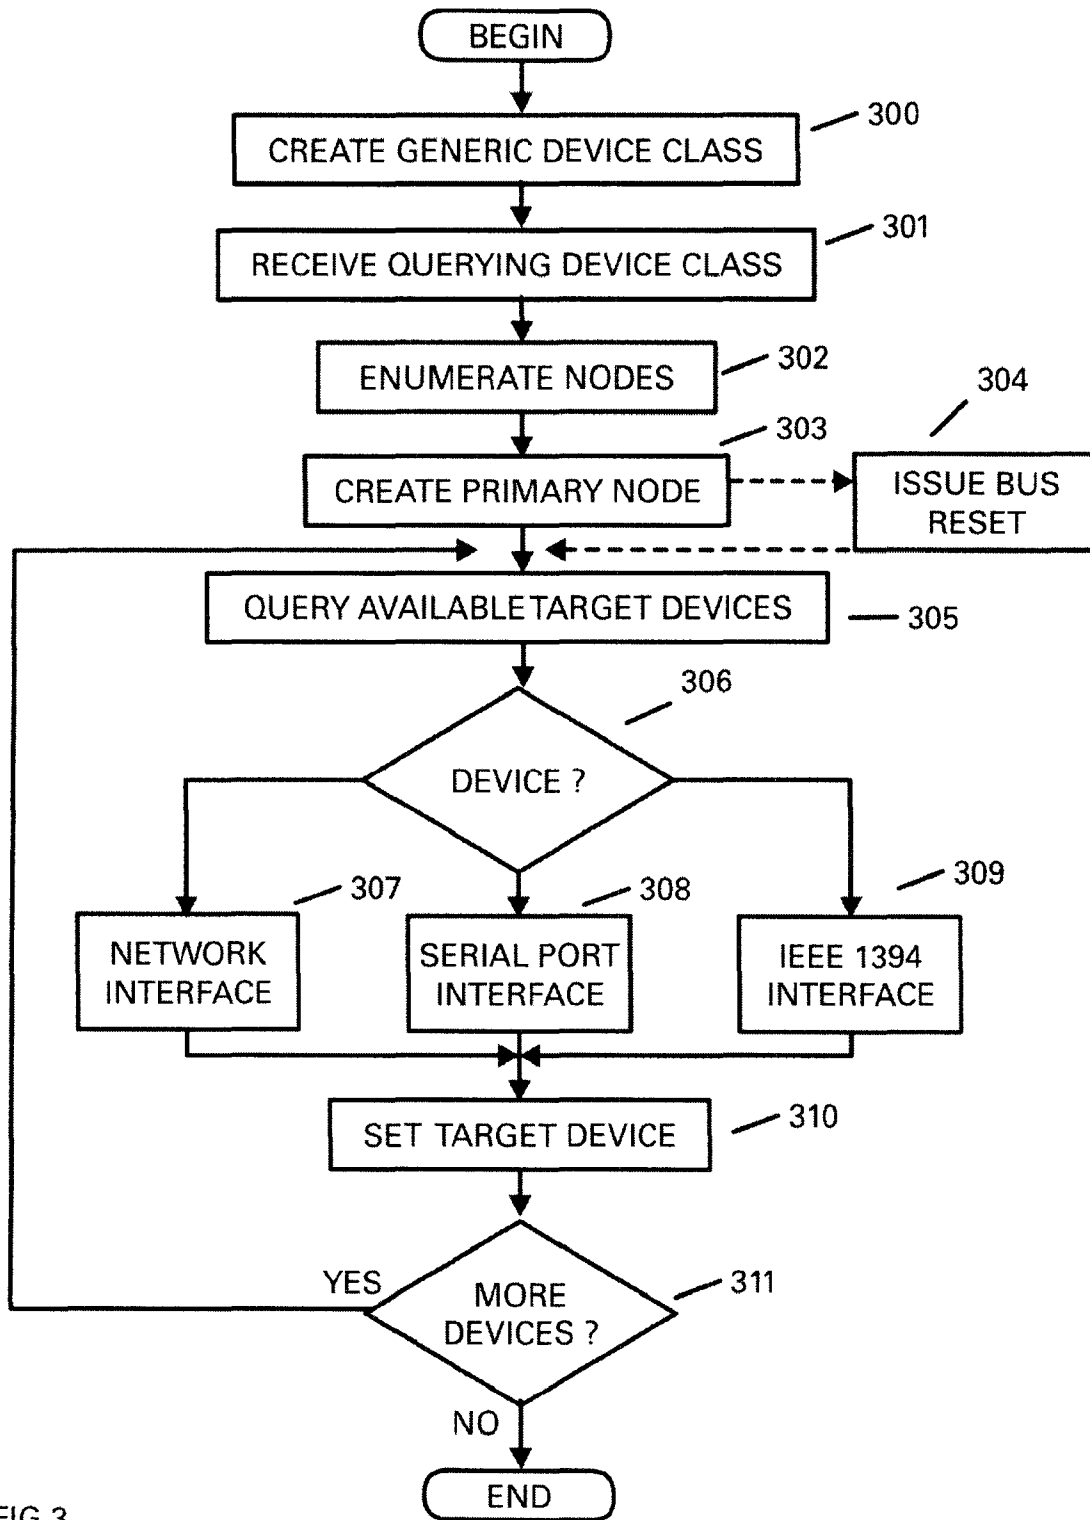 BEGIN
300
CREATE GENERIC DEVICE CLASS
301
RECEIVE QUERYING DEVICE CLASS
302
ENUMERATE NODES
303
304
CREATE PRIMARY NODE
ISSUE BUS
RESET
QUERY AVAILABLE TARGET DEVICES
305
306
DEVICE ?
307
308
309
NETWORK
INTERFACE
SERIAL PORT
INTERFACE
IEEE 1394
INTERFACE
310
SET TARGET DEVICE
YES
311
MORE
DEVICES ?
NO
END
FIG 3